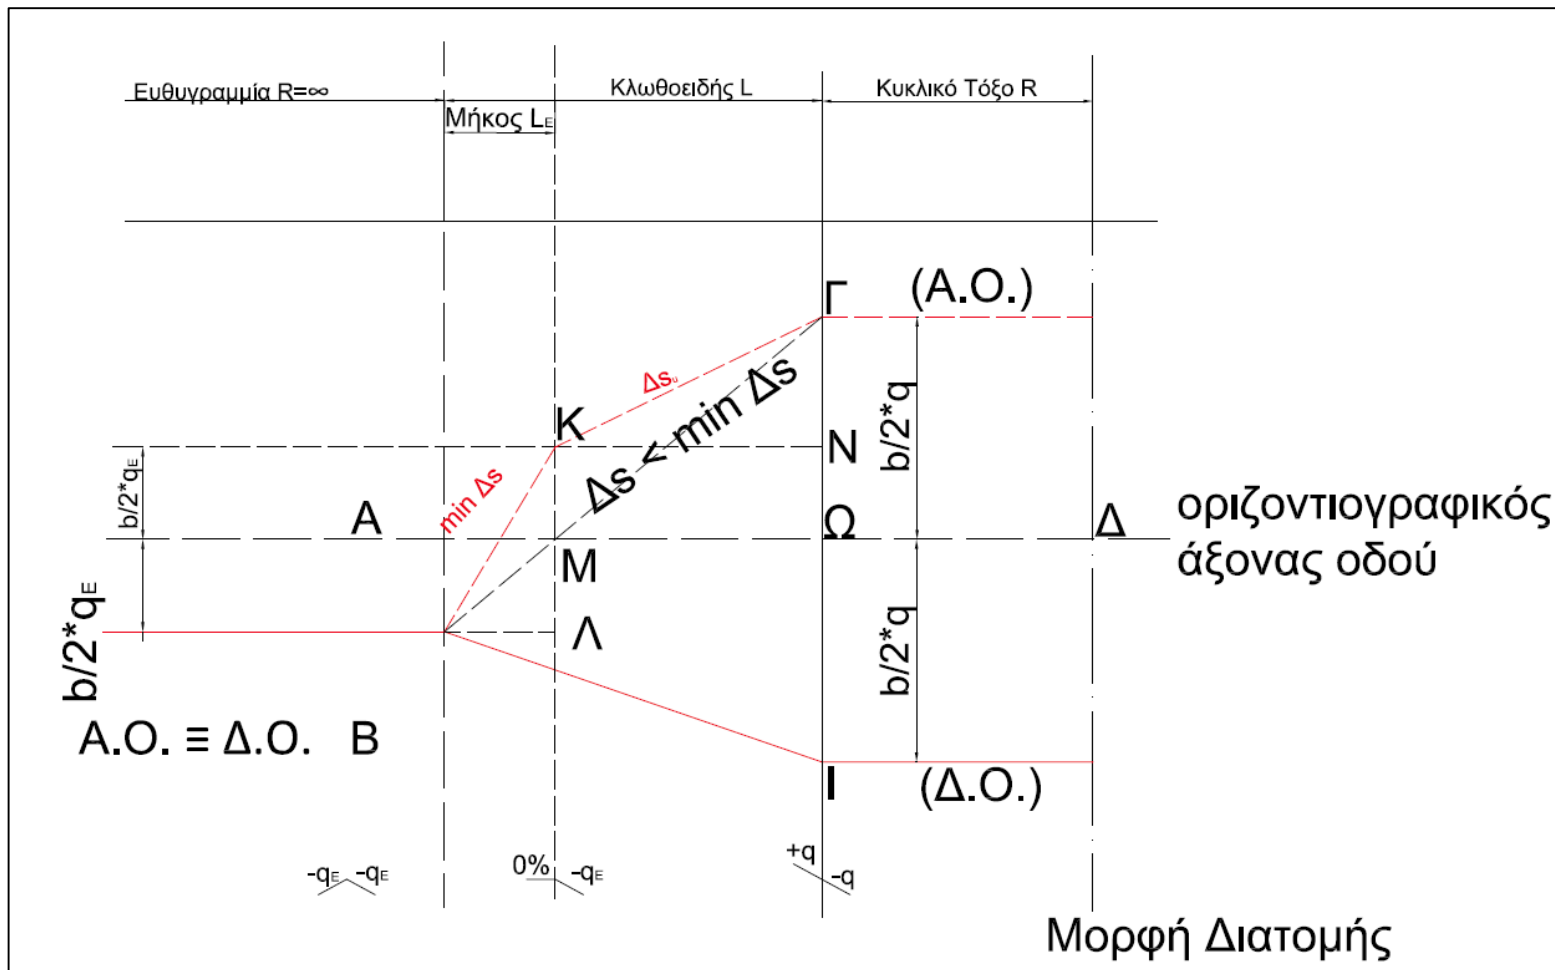 Ευθυγραμμία R=∞
Κλωθοειδής L
Κυκλικό Τόξο R
Μήκος LE
Γ
(Α.Ο.)
Δsu
Δs < min Δs
b/2*q
Κ
Ν
b/2*qE
min Δs
Α
Ω
Δ
οριζοντιογραφικός
άξονας οδού
Μ
Λ
b/2*qE
b/2*q
Α.Ο. ≡ Δ.Ο. Β
Ι
(Δ.Ο.)
-qE -qE
0% -qE
+q
-q
Μορφή Διατομής